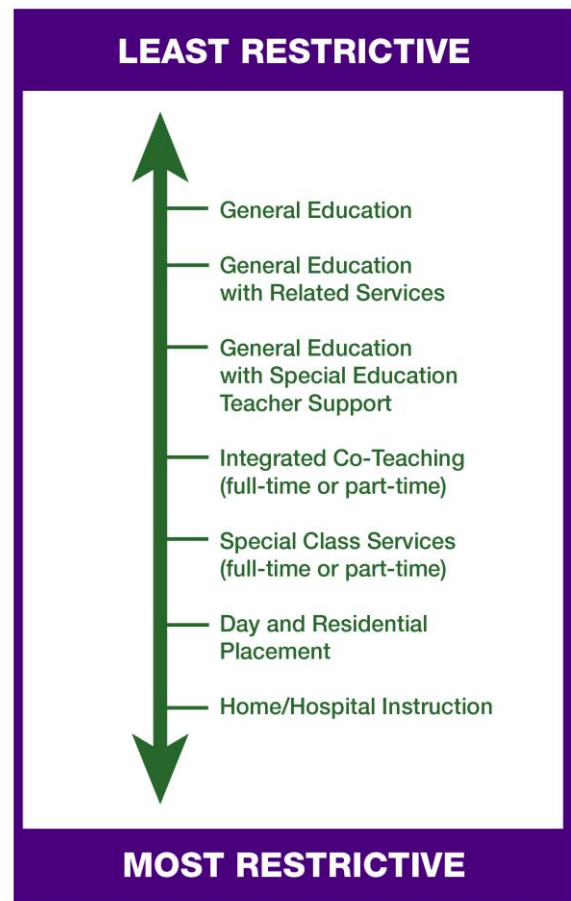 LEAST RESTRICTIVE
General Education
General Education
with Related Services
General Education
with Special Education
Teacher Support
Integrated Co-Teaching
(full-time or part-time)
Special Class Services
(full-time or part-time)
Day and Residential
Placement
Home/Hospital Instruction
MOST RESTRICTIVE